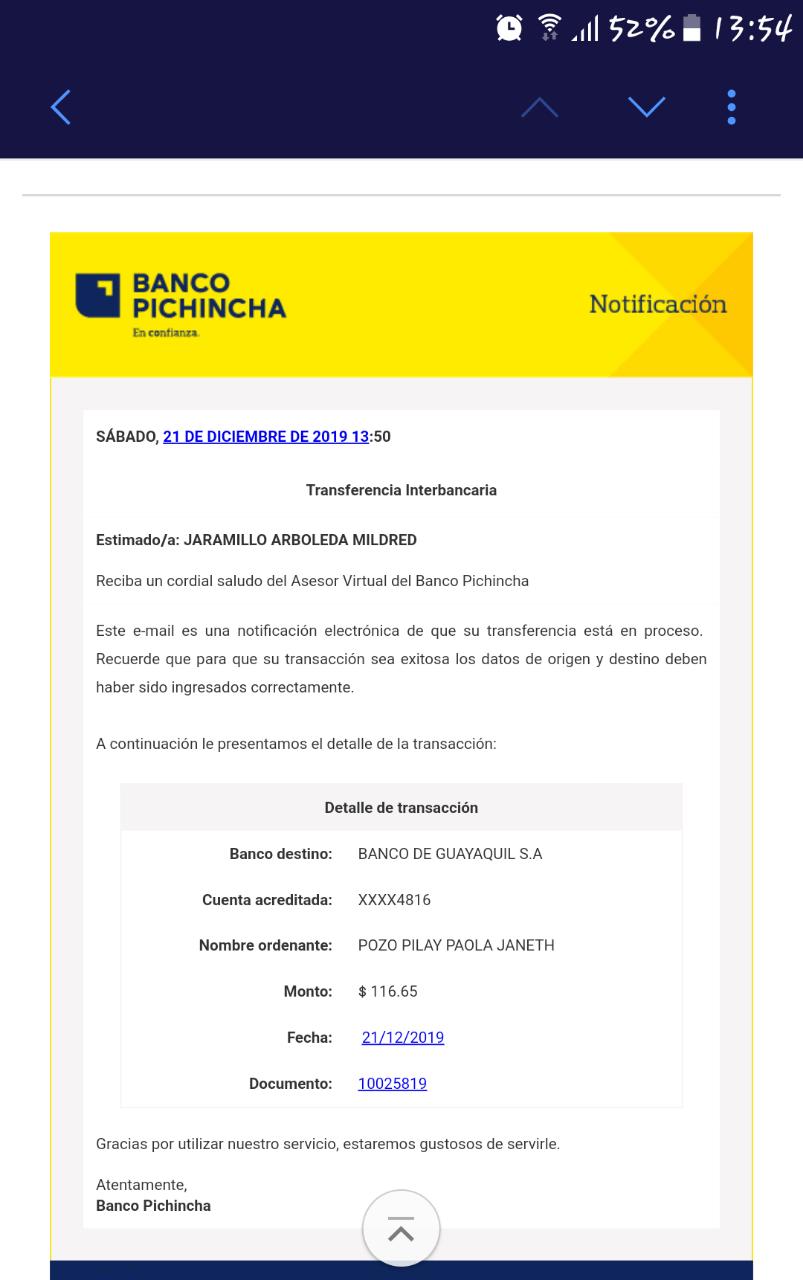 52% 13:54
BANCO
PICHINCHA
En confianza.
Notificación
SÁBADO, 21 DE DICIEMBRE DE 2019 13:50
Transferencia Interbancaria
Estimado/a: JARAMILLO ARBOLEDA MILDRED
Reciba un cordial saludo del Asesor Virtual del Banco Pichincha
Este e-mail es una notificación electrónica de que su transferencia está en proceso.
Recuerde que para que su transacción sea exitosa los datos de origen y destino deben
haber sido ingresados correctamente.
A continuación le presentamos el detalle de la transacción:
Detalle de transacción
Banco destino: BANCO DE GUAYAQUIL S.A
Cuenta acreditada: XXXX4816
Nombre ordenante: POZO PILAY PAOLA JANETH
Monto: $ 116.65
Fecha: 21/12/2019
Documento: 10025819
Gracias por utilizar nuestro servicio, estaremos gustosos de servirle.
Atentamente,
Banco Pichincha